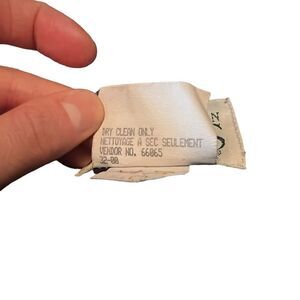 DRY CLEAN ONLY
NETTOYAGE A SEC SEULEMENT
VENDOR NO. 66065
32-00